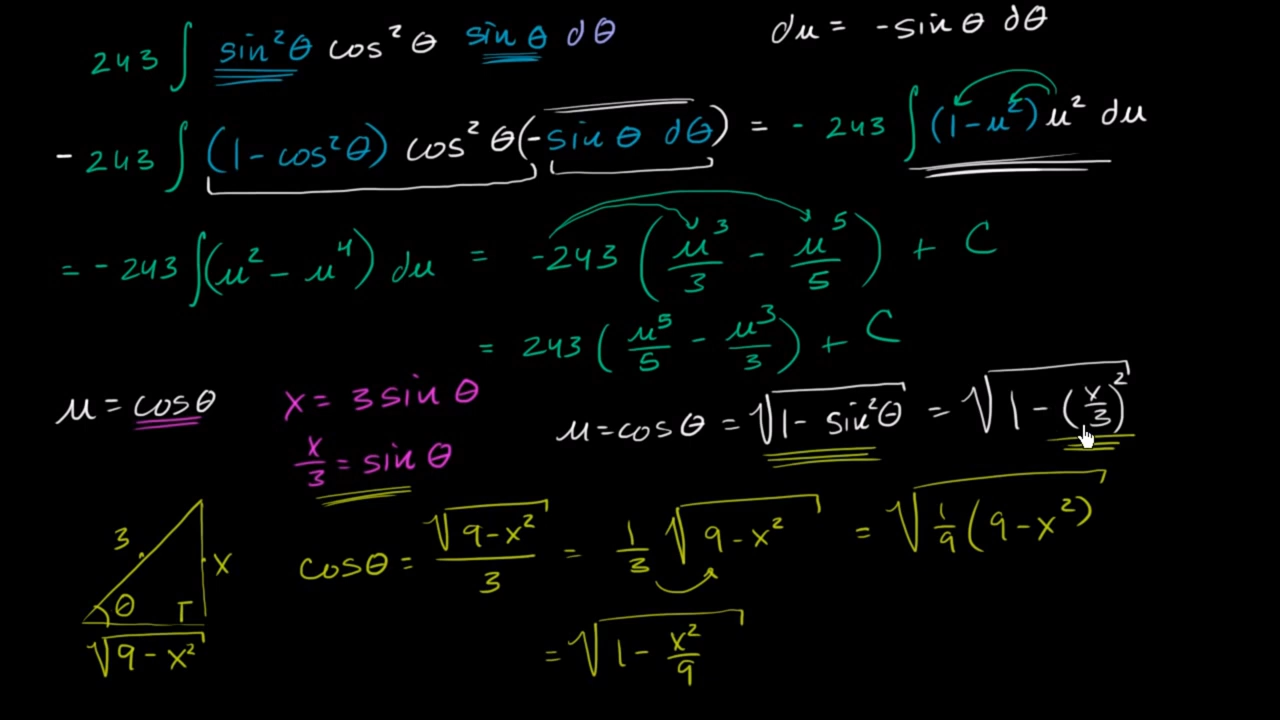 243 ∫ sin²θ cos²θ sin θ dθ
du = -sin θ dθ
- 243 ∫ (1 - cos²θ) cos²θ (-sin θ dθ) = - 243 ∫ (1 - u²) u² du
= - 243 ∫ (u² - u⁴) du = -243 (u³/3 - u⁵/5) + C
= 243 (u⁵/5 - u³/3) + C
u = cosθ
x = 3 sin θ
x/3 = sin θ
u = cos θ = √(1 - sin²θ) = √(1 - (x/3)²)
3
x
θ
√(9 - x²)
cosθ = √(9 - x²)/3 = 1/3 √(9 - x²) = √(1/9 (9 - x²))
= √(1 - x²/9)